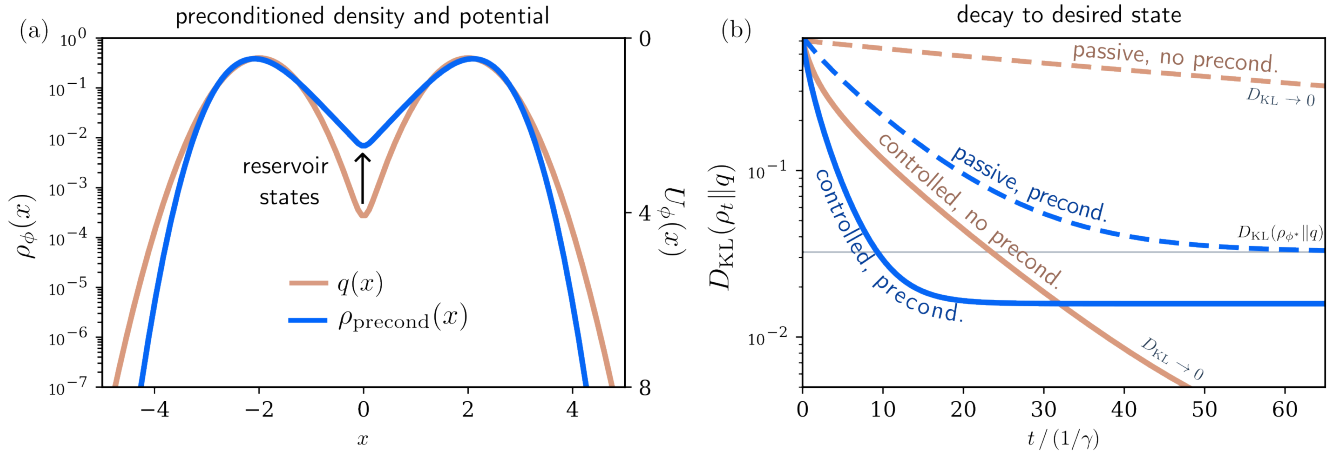 (a)
preconditioned density and potential
ρ_ϕ(x)
10⁰
10⁻¹
10⁻²
10⁻³
10⁻⁴
10⁻⁵
10⁻⁶
10⁻⁷
reservoir
states
q(x)
ρ_precond(x)
−4
−2
0
2
4
x
0
4
8
U_ϕ(x)
(b)
decay to desired state
D_KL(ρ_t∥q)
10⁻¹
10⁻²
passive, no precond.
D_KL → 0
passive, precond.
controlled, no precond.
controlled, precond.
D_KL(ρ_ϕ*∥q)
D_KL → 0
0
10
20
30
40
50
60
t / (1/γ)